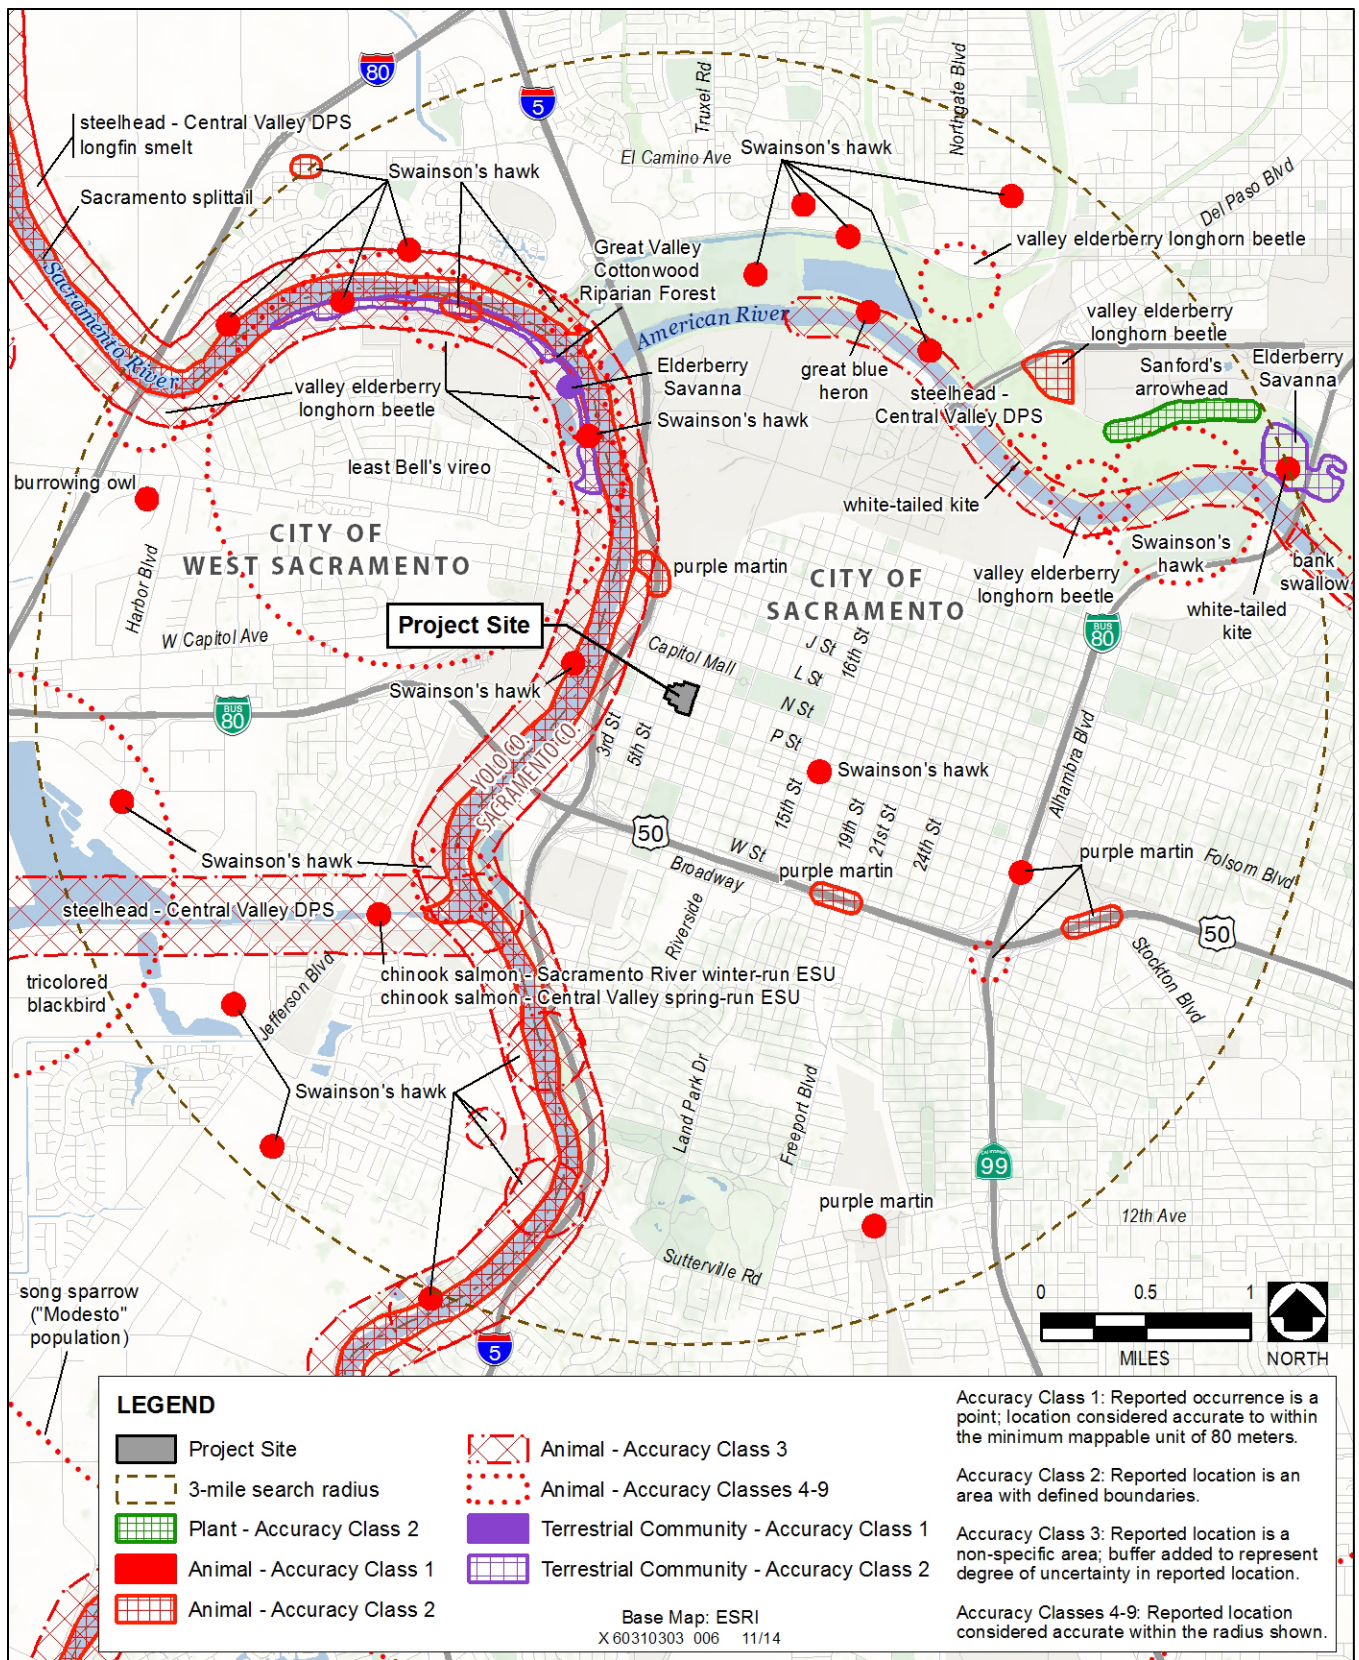 80
5
Truxel Rd
Northgate Blvd
steelhead - Central Valley DPS
longfin smelt
El Camino Ave
Swainson's hawk
Swainson's hawk
Del Paso Blvd
Sacramento splittail
valley elderberry longhorn beetle
Great Valley
Cottonwood
Riparian Forest
Sacramento River
American River
valley elderberry
longhorn beetle
Elderberry
Savanna
great blue
heron
Sanford's
arrowhead
Elderberry
Savanna
valley elderberry
longhorn beetle
steelhead -
Central Valley DPS
Swainson's hawk
least Bell's vireo
burrowing owl
white-tailed kite
CITY OF
WEST SACRAMENTO
Swainson's
hawk
bank
swallow
purple martin
valley elderberry
longhorn beetle
CITY OF
SACRAMENTO
white-tailed
kite
Harbor Blvd
W Capitol Ave
Project Site
BUS
80
J St
16th St
Capitol Mall
L St
Swainson's hawk
N St
BUS
80
3rd St
5th St
P St
Alhambra Blvd
YOLO CO.
SACRAMENTO CO.
Swainson's hawk
15th St
19th St
21st St
24th St
50
W St
Swainson's hawk
Broadway
purple martin
purple martin
Folsom Blvd
steelhead - Central Valley DPS
Riverside
50
Stockton Blvd
tricolored
blackbird
chinook salmon - Sacramento River winter-run ESU
chinook salmon - Central Valley spring-run ESU
Jefferson Blvd
Swainson's hawk
Land Park Dr
Freeport Blvd
CALIFORNIA
99
purple martin
12th Ave
Sutterville Rd
song sparrow
("Modesto"
population)
0 0.5 1
MILES
NORTH
5
LEGEND
Project Site
3-mile search radius
Plant - Accuracy Class 2
Animal - Accuracy Class 1
Animal - Accuracy Class 2
Animal - Accuracy Class 3
Animal - Accuracy Classes 4-9
Terrestrial Community - Accuracy Class 1
Terrestrial Community - Accuracy Class 2
Base Map: ESRI
X 60310303 006 11/14
Accuracy Class 1: Reported occurrence is a
point; location considered accurate to within
the minimum mappable unit of 80 meters.
Accuracy Class 2: Reported location is an
area with defined boundaries.
Accuracy Class 3: Reported location is a
non-specific area; buffer added to represent
degree of uncertainty in reported location.
Accuracy Classes 4-9: Reported location
considered accurate within the radius shown.